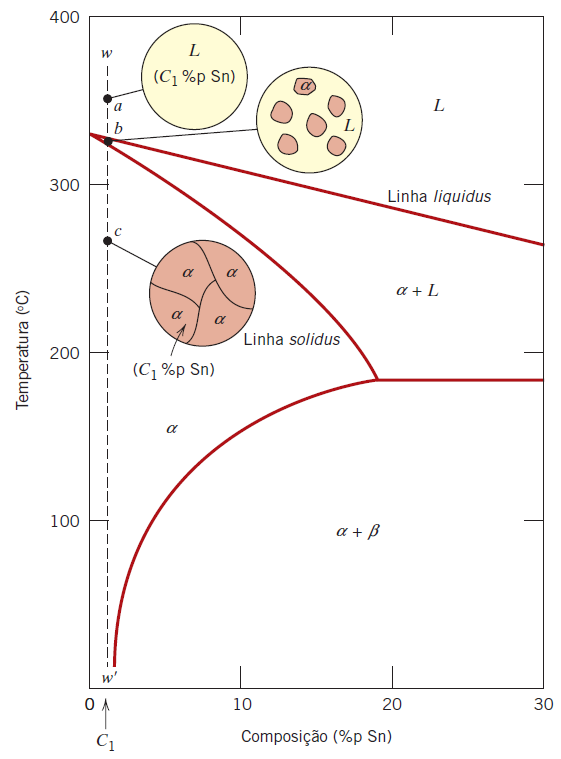 400
w
L
(C1 %p Sn)
a
α
L
L
b
300
Linha liquidus
c
α
α
α + L
α
α
Linha solidus
200
(C1 %p Sn)
α
100
α + β
w'
0
10
20
30
C1
Composição (%p Sn)
Temperatura (°C)